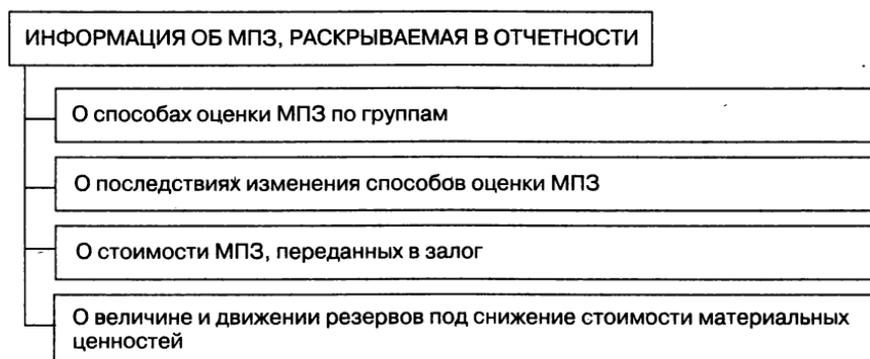 ИНФОРМАЦИЯ ОБ МПЗ, РАСКРЫВАЕМАЯ В ОТЧЕТНОСТИ
О способах оценки МПЗ по группам
О последствиях изменения способов оценки МПЗ
О стоимости МПЗ, переданных в залог
О величине и движении резервов под снижение стоимости материальных
ценностей